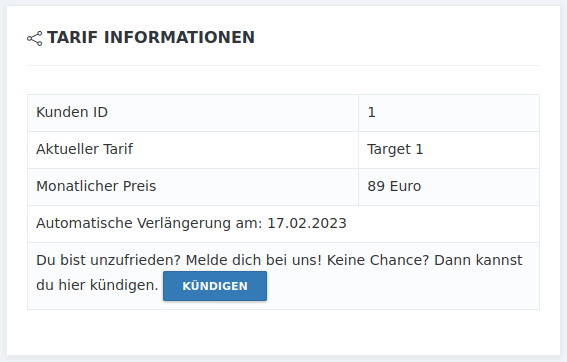 TARIF INFORMATIONEN
Kunden ID 1
Aktueller Tarif Target 1
Monatlicher Preis 89 Euro
Automatische Verlängerung am: 17.02.2023
Du bist unzufrieden? Melde dich bei uns! Keine Chance? Dann kannst
du hier kündigen. KÜNDIGEN